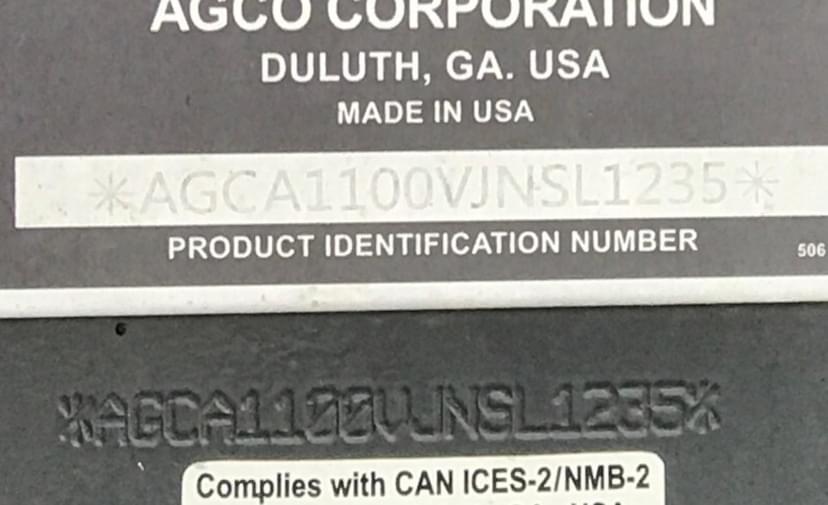 AGCO CORPORATION
DULUTH, GA. USA
MADE IN USA
*AGCA1100VJNSL1235*
PRODUCT IDENTIFICATION NUMBER
506
*AGCA1100VJNSL1235*
Complies with CAN ICES-2/NMB-2
USA